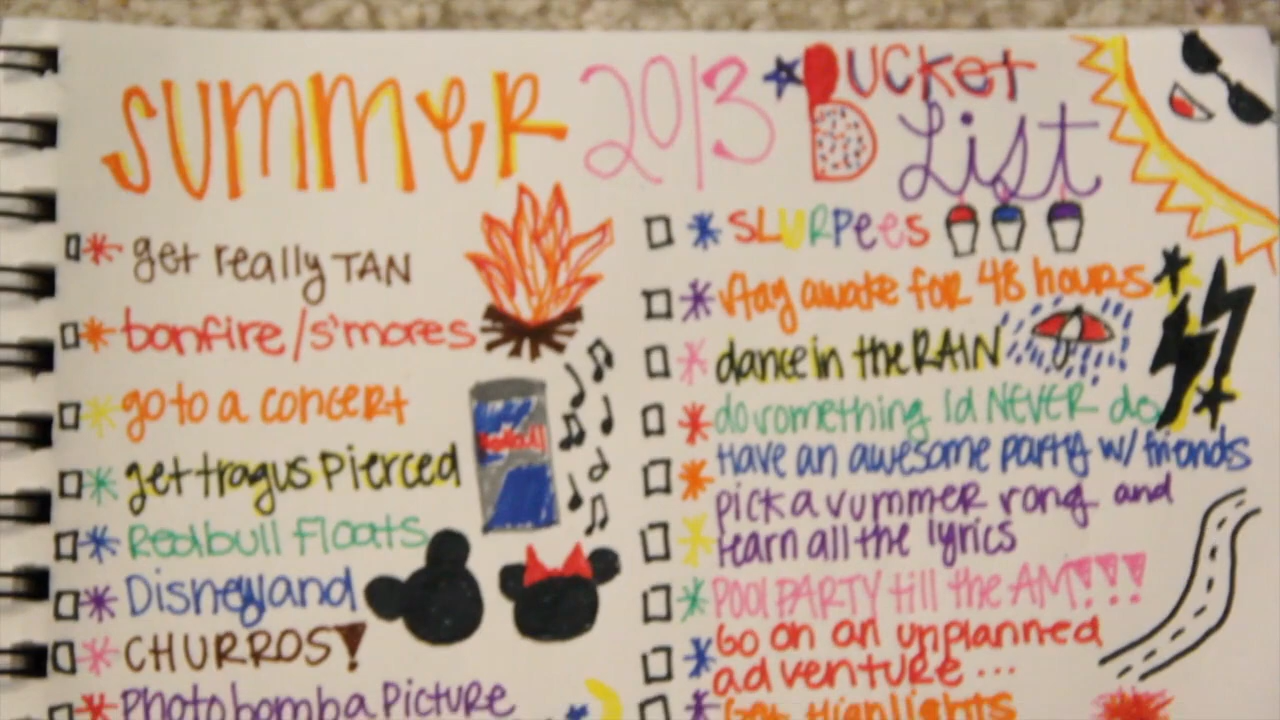 SUMMER 2013 BUCKET
LIST
get really TAN
bonfire/s'mores
go to a concert
get tragus pierced
Redbull Floats
Disneyland
CHURROS!
Photobomb a Picture
RedBull
SLURPees
stay awake for 48 hours
dance in the RAIN
do something Id NEVER do
Have an awesome party w/ friends
pick a summer song and
learn all the lyrics
POOl PARTY till the AM!!!
Go on an unplanned
adventure...
Get Highlights